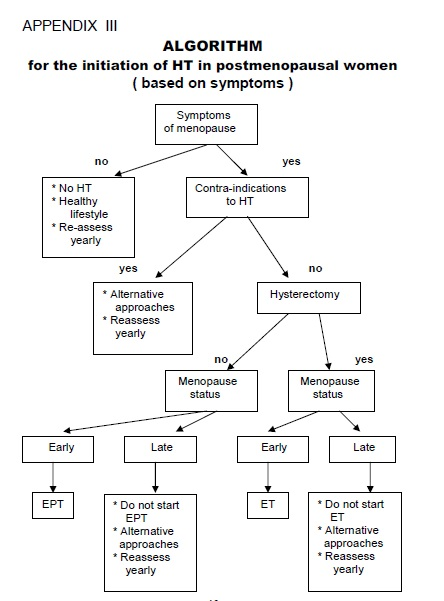 APPENDIX III
ALGORITHM
for the initiation of HT in postmenopausal women
( based on symptoms )
Symptoms
of menopause
no
yes
* No HT
* Healthy
lifestyle
* Re-assess
yearly
Contra-indications
to HT
yes
no
* Alternative
approaches
* Reassess
yearly
Hysterectomy
no
yes
Menopause
status
Menopause
status
Early
Late
Early
Late
EPT
* Do not start
EPT
* Alternative
approaches
* Reassess
yearly
ET
* Do not start
ET
* Alternative
approaches
* Reassess
yearly